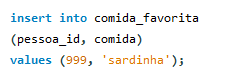 insert into comida_favorita
(pessoa_id, comida)
values (999, 'sardinha');